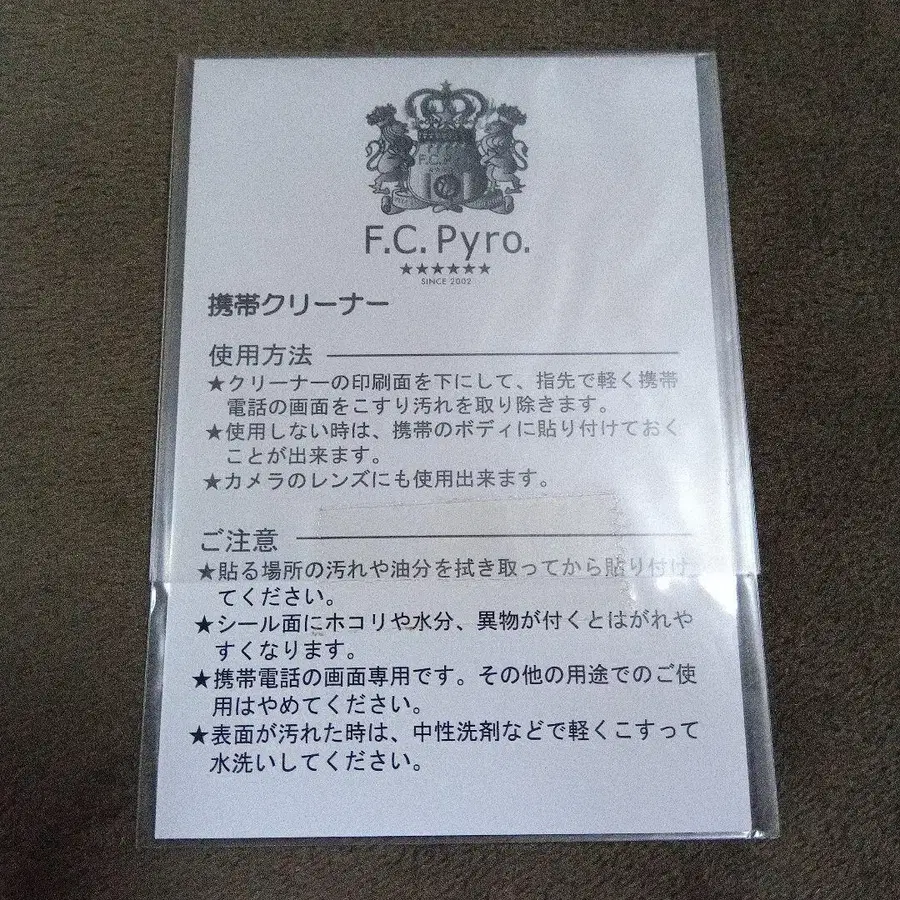 F.C.
F.C. Pyro.
★★★★★★
SINCE 2002
携帯クリーナー
使用方法
★クリーナーの印刷面を下にして、指先で軽く携帯
電話の画面をこすり汚れを取り除きます。
★使用しない時は、携帯のボディに貼り付けておく
ことが出来ます。
★カメラのレンズにも使用出来ます。
ご注意
★貼る場所の汚れや油分を拭き取ってから貼り付け
てください。
★シール面にホコリや水分、異物が付くとはがれや
すくなります。
★携帯電話の画面専用です。その他の用途でのご使
用はやめてください。
★表面が汚れた時は、中性洗剤などで軽くこすって
水洗いしてください。